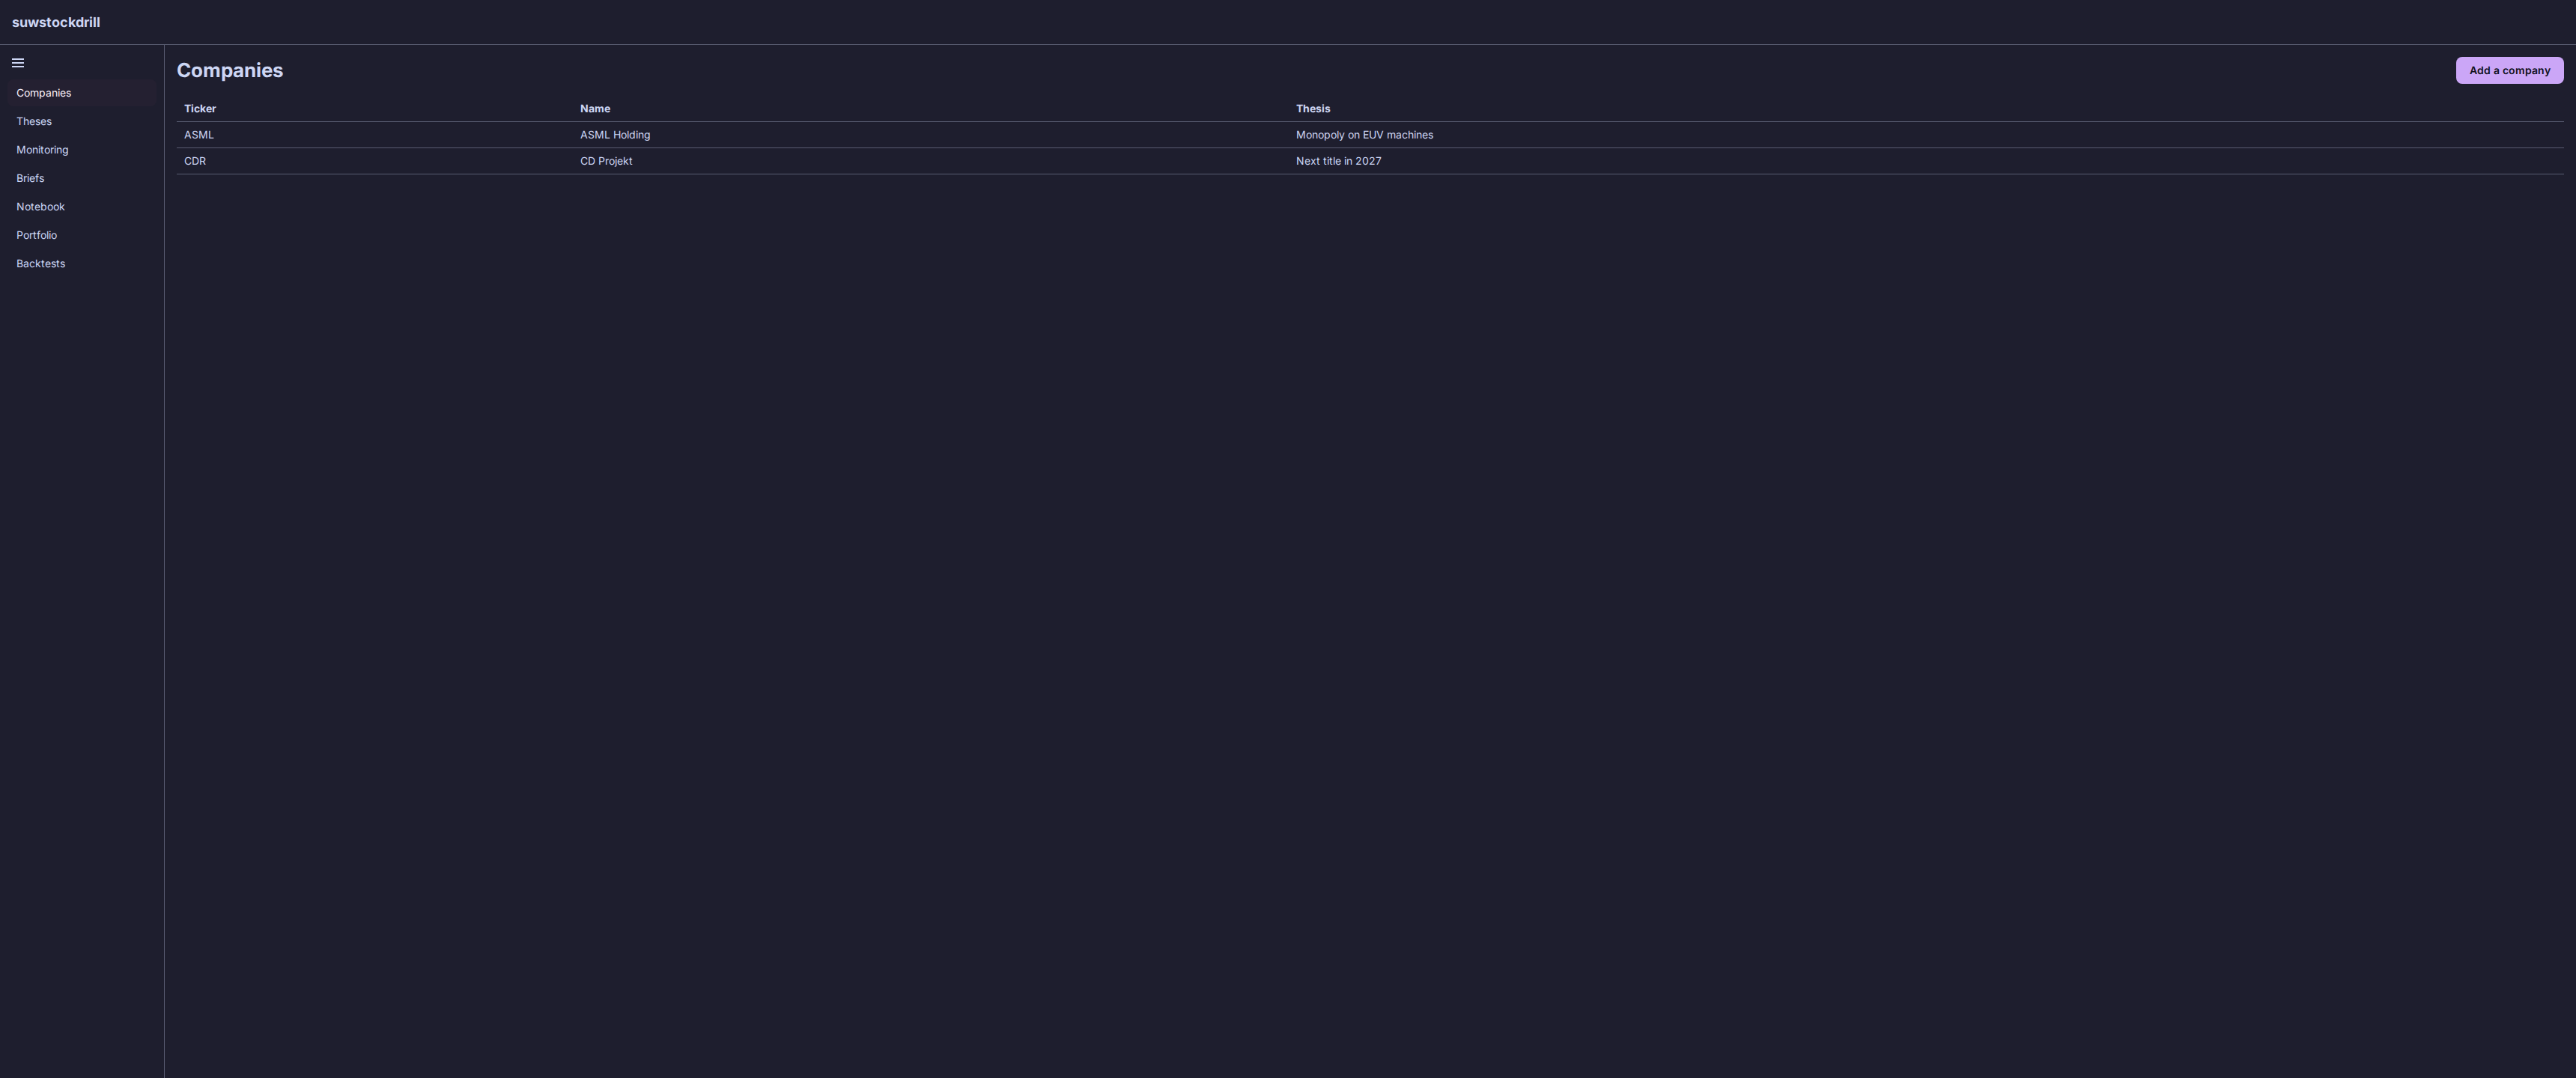 suwstockdrill
Companies
Theses
Monitoring
Briefs
Notebook
Portfolio
Backtests
Companies
Add a company
Ticker Name Thesis
ASML ASML Holding Monopoly on EUV machines
CDR CD Projekt Next title in 2027